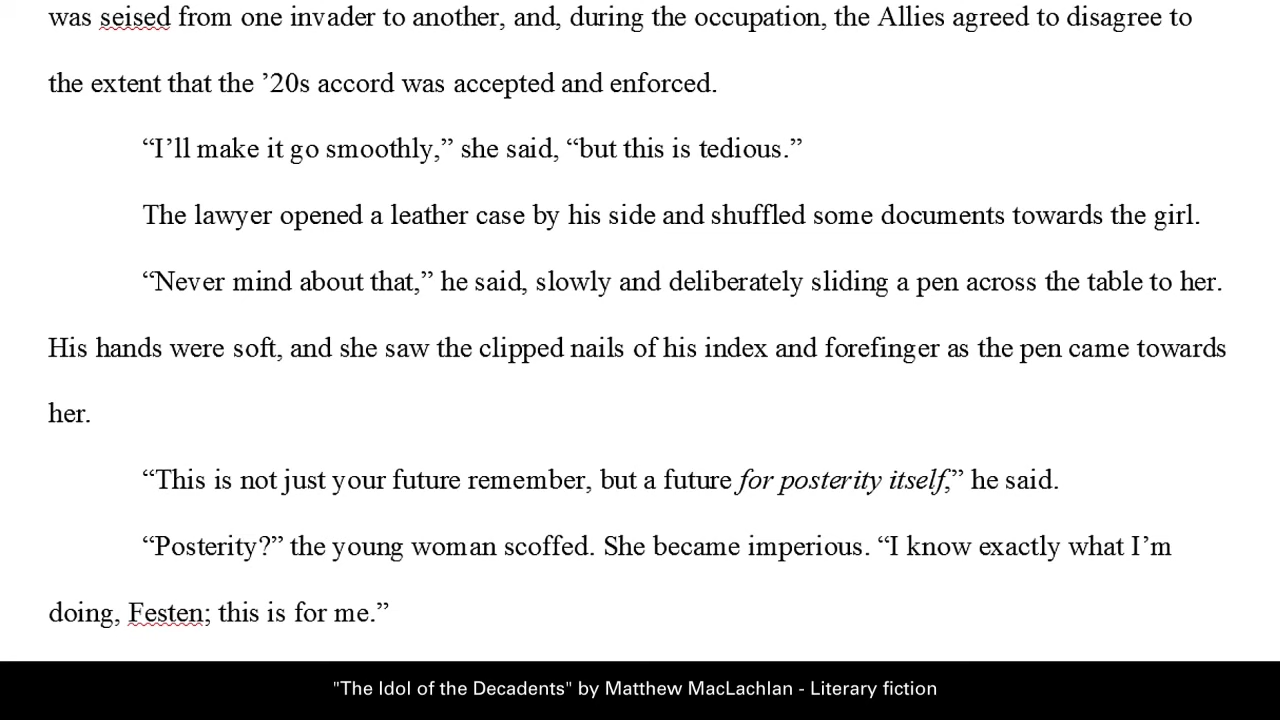 was seised from one invader to another, and, during the occupation, the Allies agreed to disagree to
the extent that the ’20s accord was accepted and enforced.
“I’ll make it go smoothly,” she said, “but this is tedious.”
The lawyer opened a leather case by his side and shuffled some documents towards the girl.
“Never mind about that,” he said, slowly and deliberately sliding a pen across the table to her.
His hands were soft, and she saw the clipped nails of his index and forefinger as the pen came towards
her.
“This is not just your future remember, but a future for posterity itself,” he said.
“Posterity?” the young woman scoffed. She became imperious. “I know exactly what I’m
doing, Festen; this is for me.”
"The Idol of the Decadents" by Matthew MacLachlan - Literary fiction